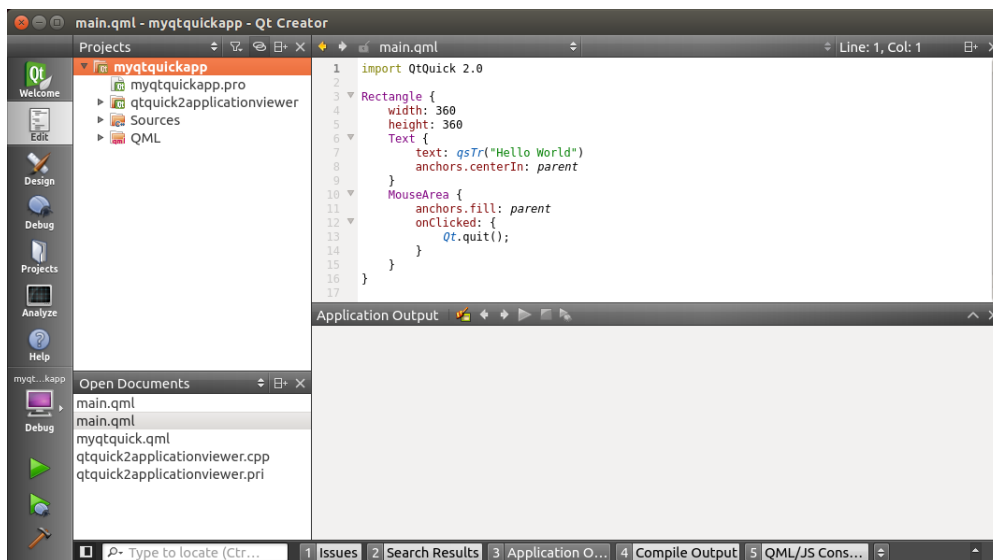 main.qml - myqtquickapp - Qt Creator
Projects
main.qml
Line: 1, Col: 1
Qt
Welcome
Edit
Design
Debug
Projects
Analyze
Help
myqt...kapp
Debug
myqtquickapp
myqtquickapp.pro
qtquick2applicationviewer
Sources
QML
1 import QtQuick 2.0
2
3 Rectangle {
4 width: 360
5 height: 360
6 Text {
7 text: qsTr("Hello World")
8 anchors.centerIn: parent
9 }
10 MouseArea {
11 anchors.fill: parent
12 onClicked: {
13 Qt.quit();
14 }
15 }
16 }
17
Application Output
Open Documents
main.qml
main.qml
myqtquick.qml
qtquick2applicationviewer.cpp
qtquick2applicationviewer.pri
Type to locate (Ctr...
1 Issues
2 Search Results
3 Application O...
4 Compile Output
5 QML/JS Cons...